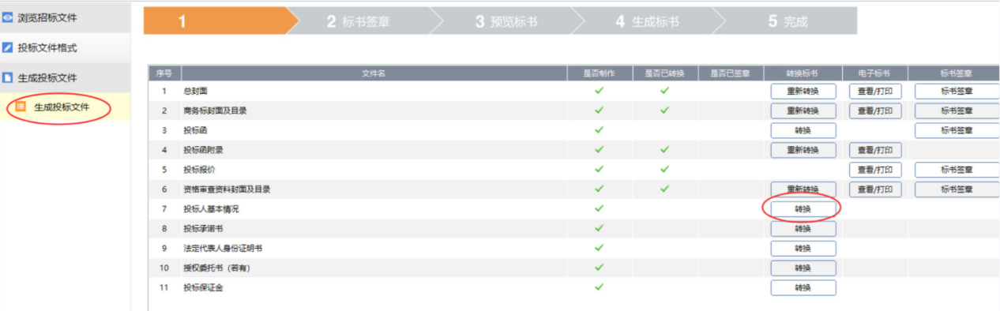 浏览招标文件
投标文件格式
生成投标文件
生成投标文件
1
2 标书签章
3 预览标书
4 生成标书
5 完成
序号 文件名 是否制作 是否已转换 是否已签章 转换标书 电子标书 标书签章
1 总封面 重新转换 查看/打印 标书签章
2 商务标封面及目录 重新转换 查看/打印 标书签章
3 投标函 转换 标书签章
4 投标函附录 重新转换 查看/打印
5 投标报价 查看/打印 标书签章
6 资格审查资料封面及目录 重新转换 查看/打印 标书签章
7 投标人基本情况 转换
8 投标承诺书 转换
9 法定代表人身份证明书 转换
10 授权委托书（若有） 转换
11 投标保证金 转换